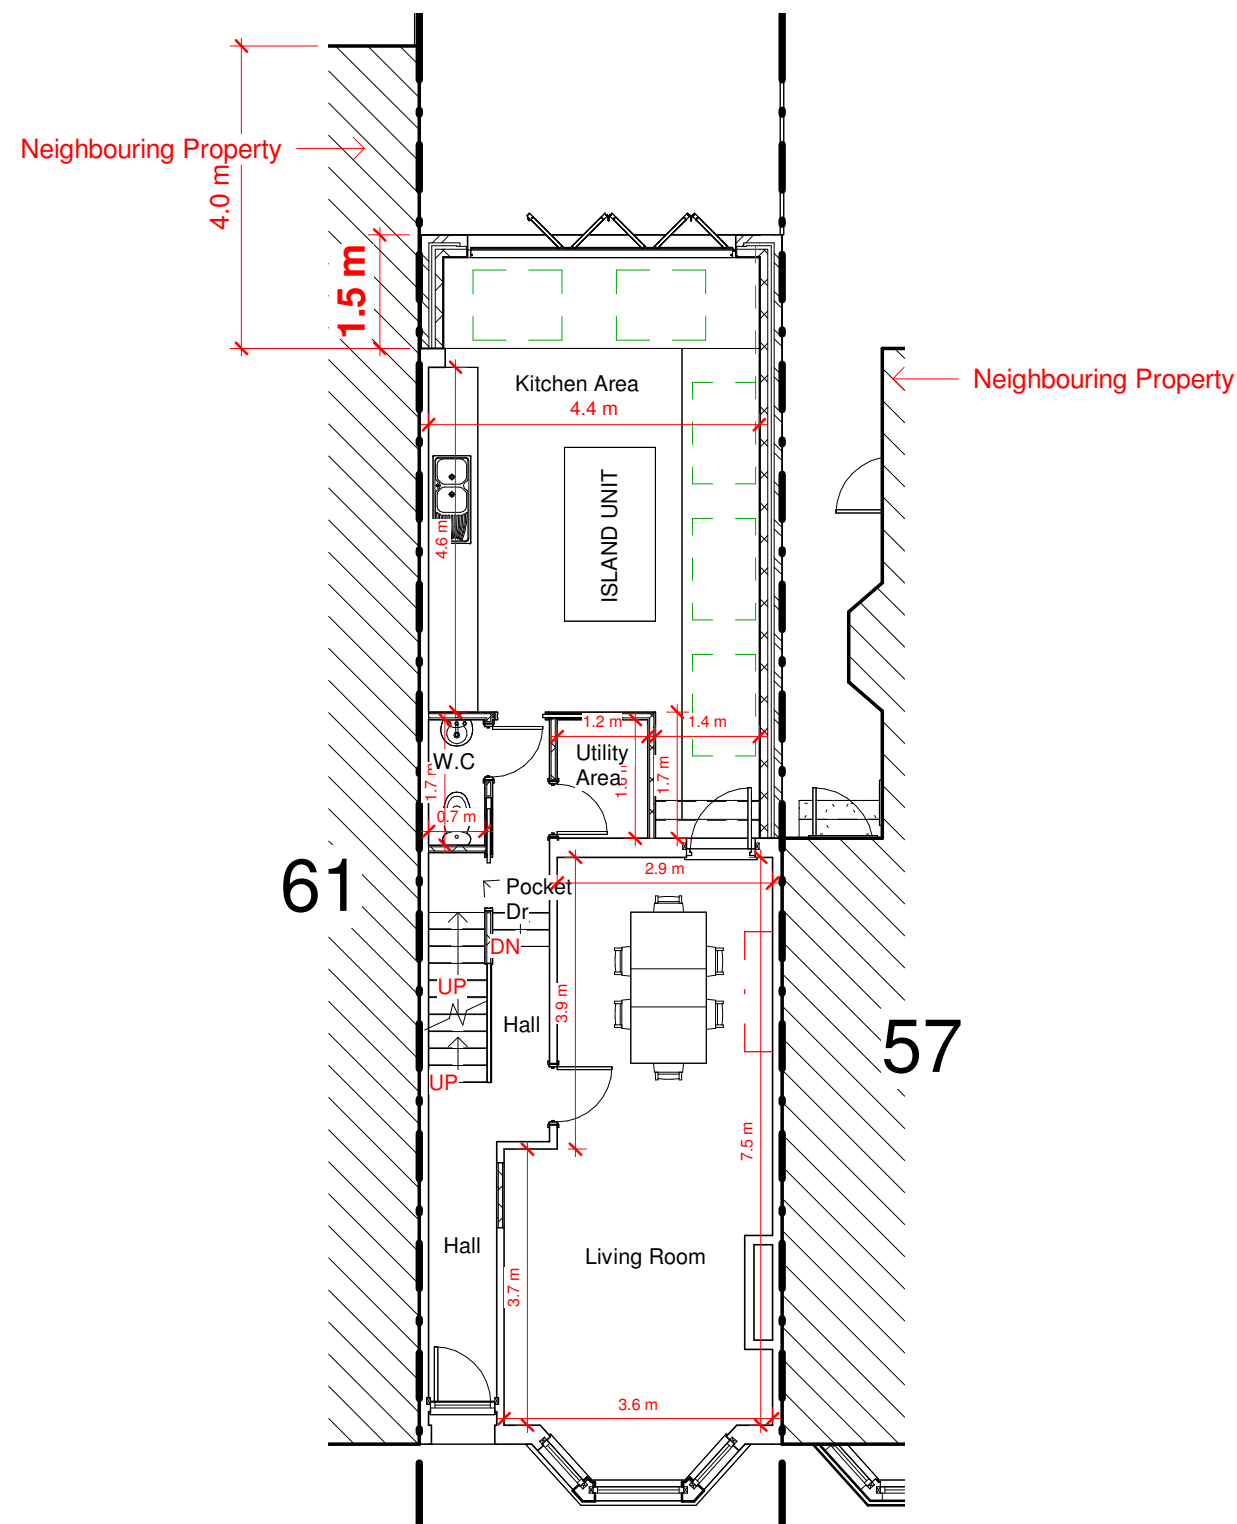 Neighbouring Property
4.0 m
1.5 m
Kitchen Area
4.4 m
Neighbouring Property
ISLAND UNIT
4.6 m
1.2 m
1.4 m
W.C
Utility
Area
1.7 m
1.6 m
1.7 m
0.7 m
61
2.9 m
Pocket
Dr
DN
UP
3.9 m
Hall
57
UP
7.5 m
Hall
Living Room
3.7 m
3.6 m